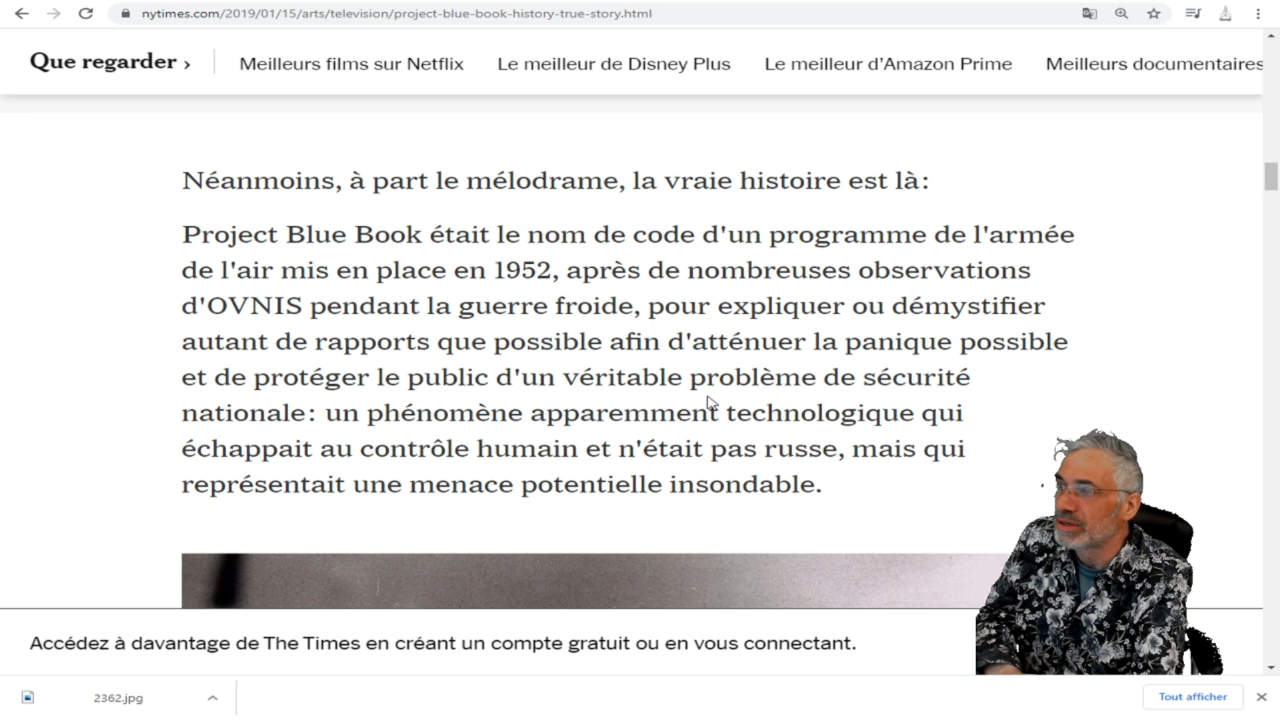 nytimes.com/2019/01/15/arts/television/project-blue-book-history-true-story.html
Que regarder › Meilleurs films sur Netflix Le meilleur de Disney Plus Le meilleur d'Amazon Prime Meilleurs documentaires
Néanmoins, à part le mélodrame, la vraie histoire est là:
Project Blue Book était le nom de code d'un programme de l'armée
de l'air mis en place en 1952, après de nombreuses observations
d'OVNIS pendant la guerre froide, pour expliquer ou démystifier
autant de rapports que possible afin d'atténuer la panique possible
et de protéger le public d'un véritable problème de sécurité
nationale: un phénomène apparemment technologique qui
échappait au contrôle humain et n'était pas russe, mais qui
représentait une menace potentielle insondable.
Accédez à davantage de The Times en créant un compte gratuit ou en vous connectant.
2362.jpg Tout afficher